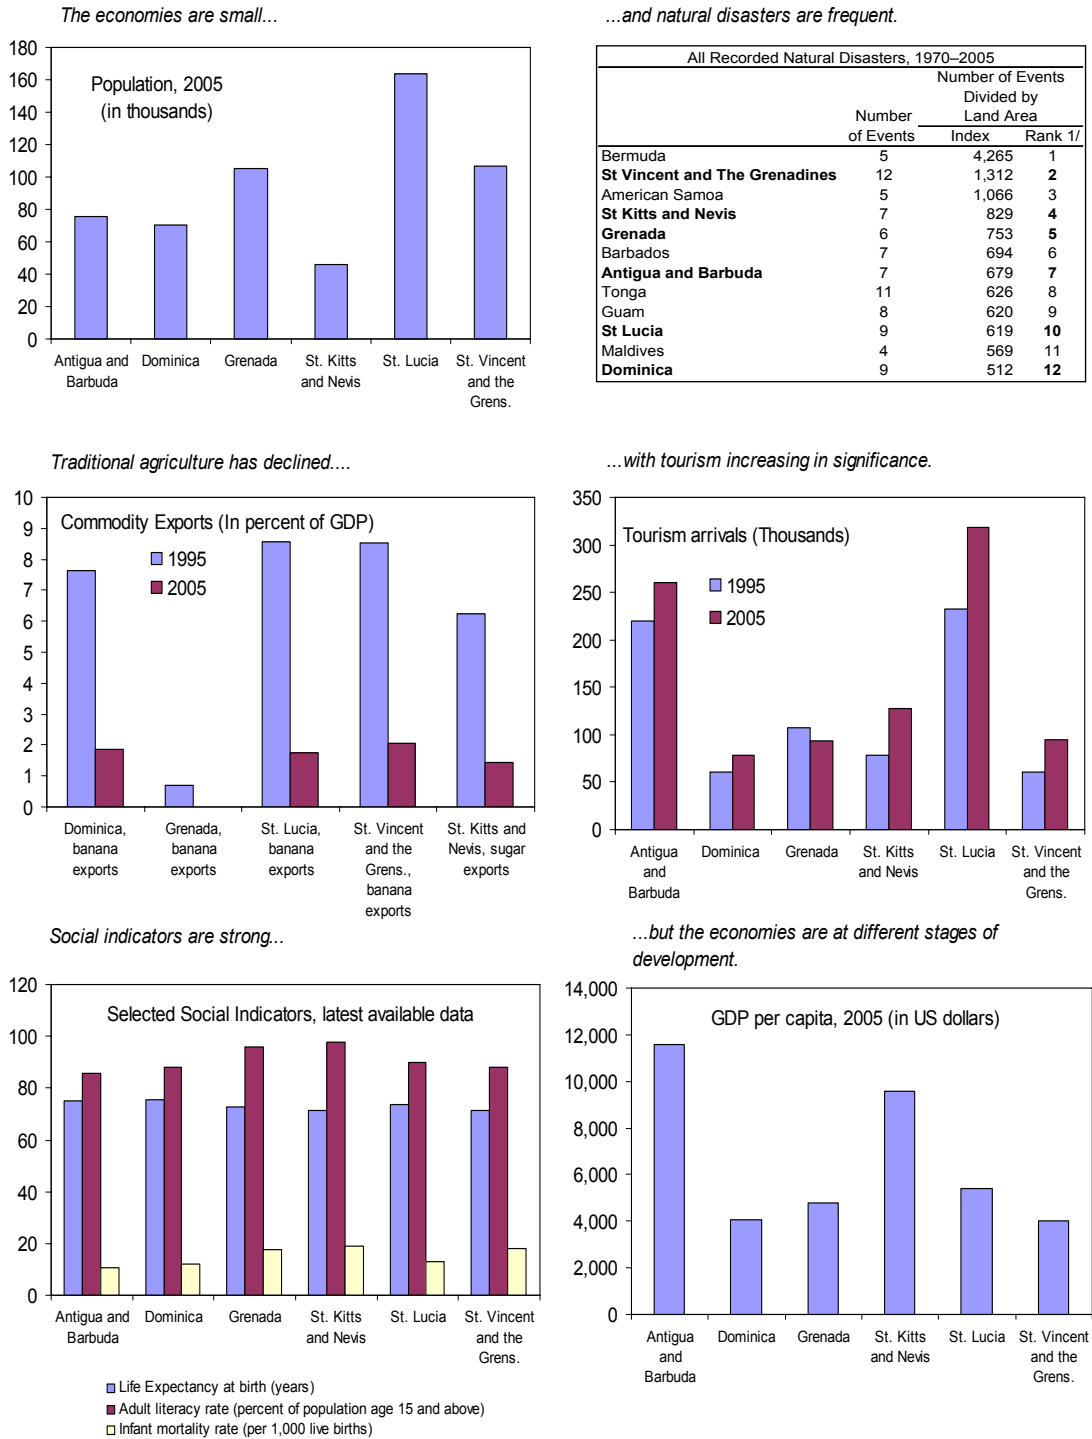 The economies are small...
180
160
140
120
100
80
60
40
20
0
Population, 2005
(in thousands)
Antigua and
Barbuda
Dominica
Grenada
St. Kitts
and Nevis
St. Lucia
St. Vincent
and the
Grens.
...and natural disasters are frequent.
All Recorded Natural Disasters, 1970–2005
Number of Events
Divided by
Number Land Area
of Events Index Rank 1/
Bermuda 5 4,265 1
St Vincent and The Grenadines 12 1,312 2
American Samoa 5 1,066 3
St Kitts and Nevis 7 829 4
Grenada 6 753 5
Barbados 7 694 6
Antigua and Barbuda 7 679 7
Tonga 11 626 8
Guam 8 620 9
St Lucia 9 619 10
Maldives 4 569 11
Dominica 9 512 12
Traditional agriculture has declined....
10
9
8
7
6
5
4
3
2
1
0
Commodity Exports (In percent of GDP)
1995
2005
Dominica,
banana
exports
Grenada,
banana
exports
St. Lucia,
banana
exports
St. Vincent
and the
Grens.,
banana
exports
St. Kitts and
Nevis, sugar
exports
...with tourism increasing in significance.
350
300
250
200
150
100
50
0
Tourism arrivals (Thousands)
1995
2005
Antigua
and
Barbuda
Dominica
Grenada
St. Kitts
and Nevis
St. Lucia
St. Vincent
and the
Grens.
Social indicators are strong...
120
100
80
60
40
20
0
Selected Social Indicators, latest available data
Antigua and
Barbuda
Dominica
Grenada
St. Kitts
and Nevis
St. Lucia
St. Vincent
and the
Grens.
Life Expectancy at birth (years)
Adult literacy rate (percent of population age 15 and above)
Infant mortality rate (per 1,000 live births)
...but the economies are at different stages of
development.
14,000
12,000
10,000
8,000
6,000
4,000
2,000
0
GDP per capita, 2005 (in US dollars)
Antigua
and
Barbuda
Dominica
Grenada
St. Kitts
and Nevis
St. Lucia
St. Vincent
and the
Grens.